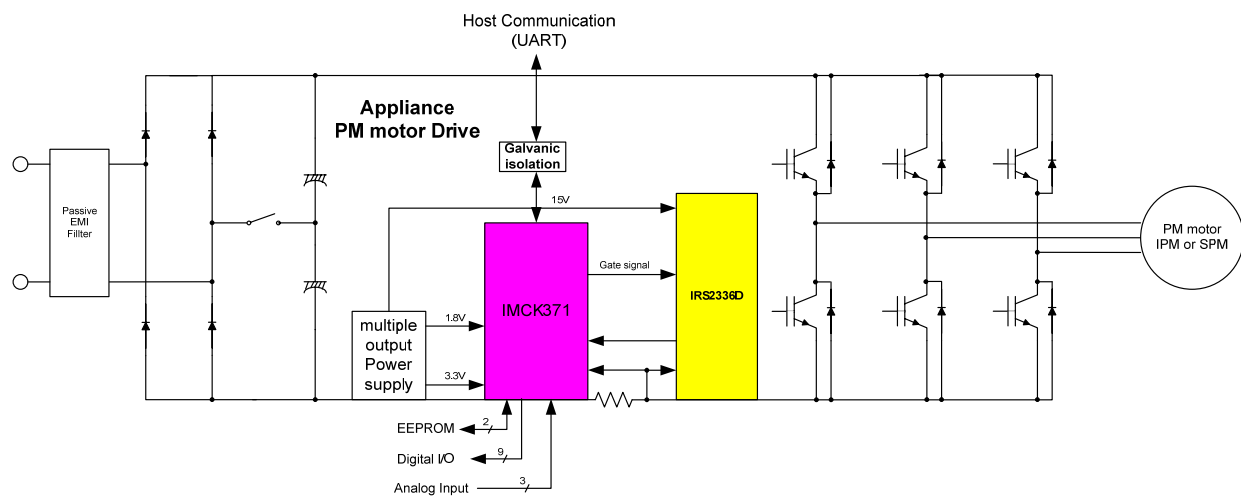 Host Communication
(UART)
Appliance
PM motor Drive
Galvanic
isolation
15V
Passive
EMI
Fillter
Gate signal
IMCK371
IRS2336D
PM motor
IPM or SPM
multiple
output
Power
supply
1.8V
3.3V
EEPROM
2
Digital I/O
9
Analog Input
3